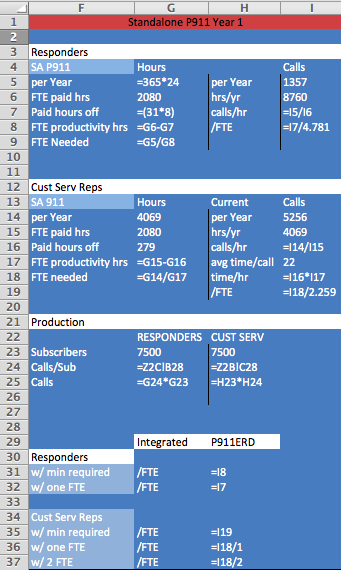 F G H I
1 Standalone P911 Year 1
2
3 Responders
4 SA P911 Hours Calls
5 per Year =365*24 per Year 1357
6 FTE paid hrs 2080 hrs/yr 8760
7 Paid hours off =(31*8) calls/hr =I5/I6
8 FTE productivity hrs =G6-G7 /FTE =I7/4.781
9 FTE Needed =G5/G8
10
11
12 Cust Serv Reps
13 SA 911 Hours Current Calls
14 per Year 4069 per Year 5256
15 FTE paid hrs 2080 hrs/yr 4069
16 Paid hours off 279 calls/hr =I14/I15
17 FTE productivity hrs =G15-G16 avg time/call 22
18 FTE needed =G14/G17 time/hr =I16*I17
19 /FTE =I18/2.259
20
21 Production
22 RESPONDERS CUST SERV
23 Subscribers 7500 7500
24 Calls/Sub =Z2ClB28 =Z2BlC28
25 Calls =G24*G23 =H23*H24
26
27
28
29 Integrated P911ERD
30 Responders
31 w/ min required /FTE =I8
32 w/ one FTE /FTE =I7
33
34 Cust Serv Reps
35 w/ min required /FTE =I19
36 w/ one FTE /FTE =I18/1
37 w/ 2 FTE /FTE =I18/2